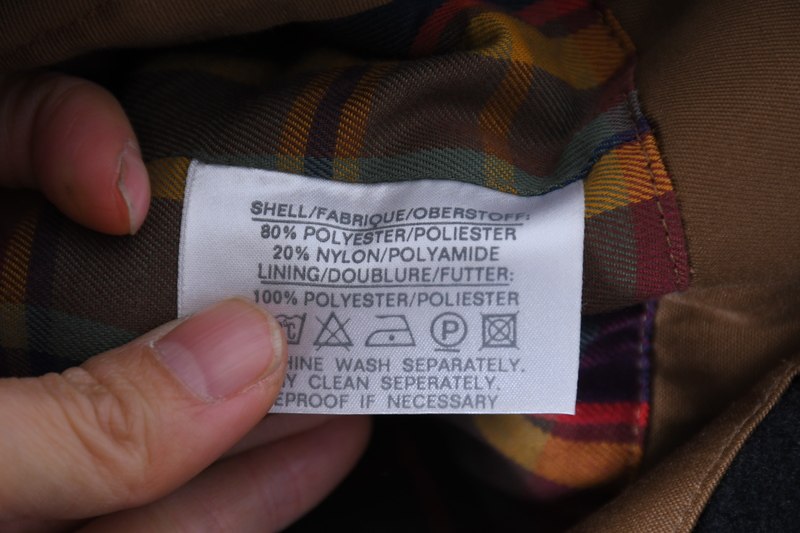 SHELL/FABRIQUE/OBERSTOFF:
80% POLYESTER/POLIESTER
20% NYLON/POLYAMIDE
LINING/DOUBLURE/FUTTER:
100% POLYESTER/POLIESTER
P
WASH SEPARATELY.
CLEAN SEPERATELY.
IF NECESSARY